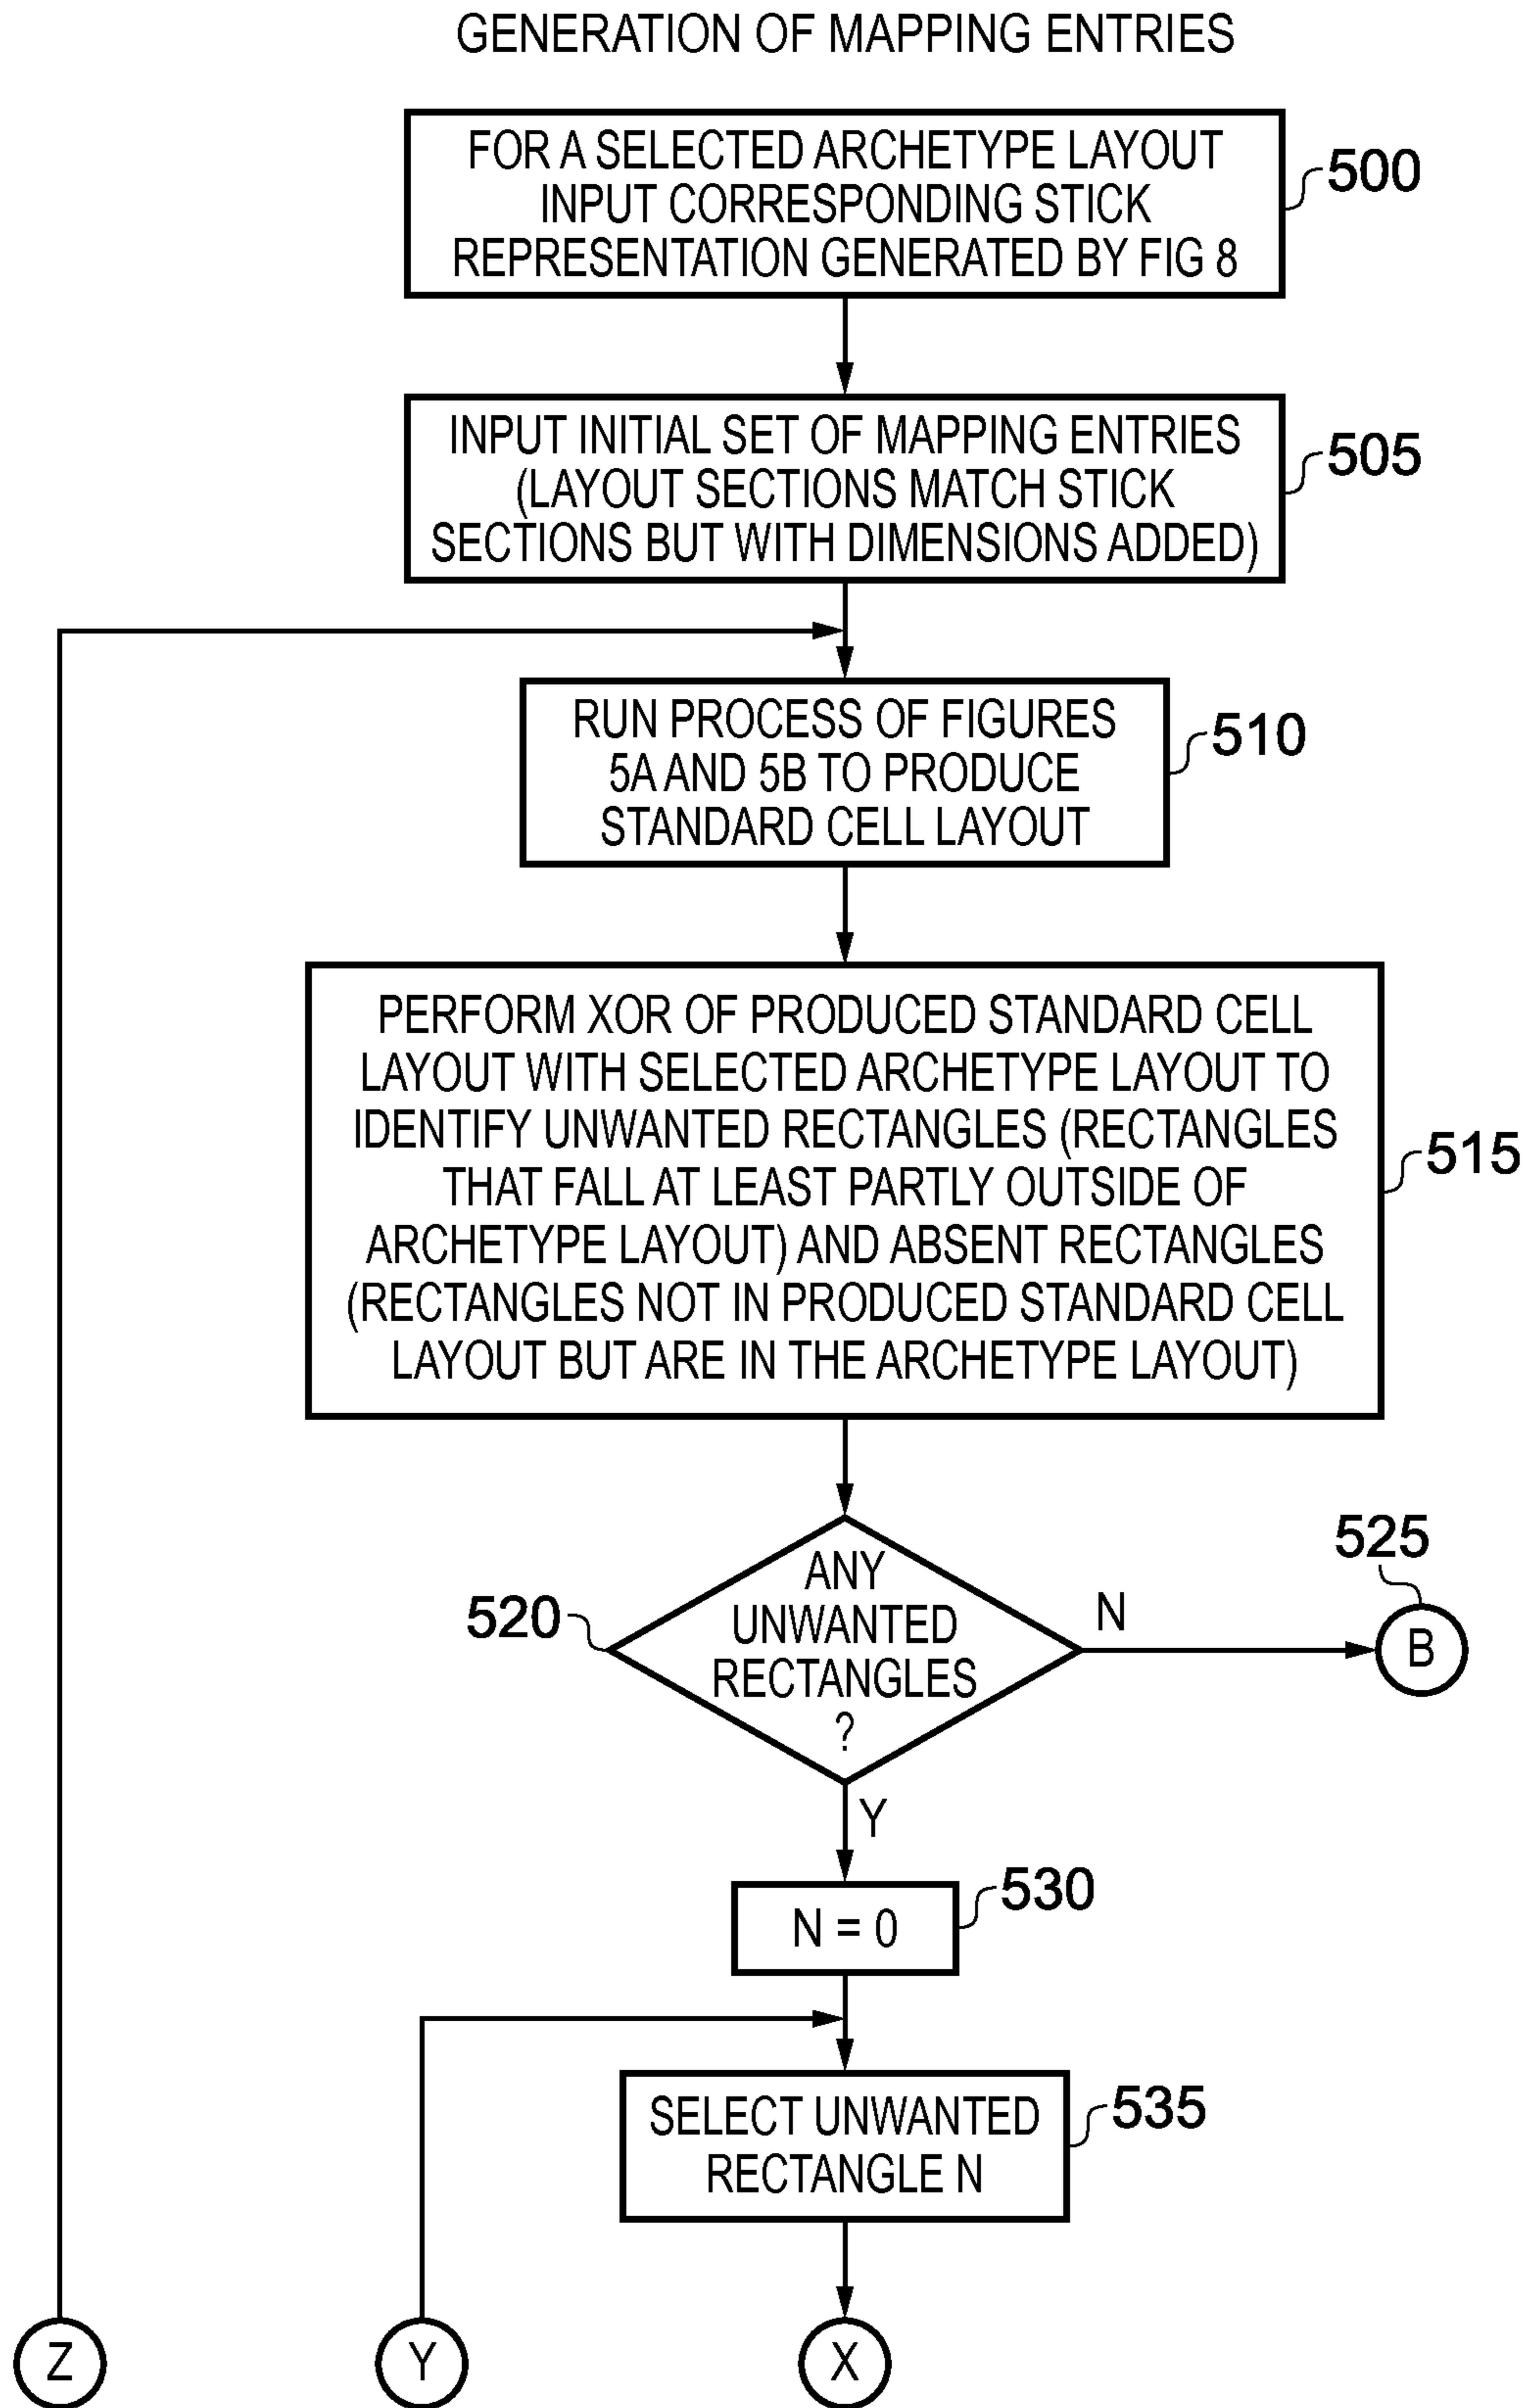 GENERATION OF MAPPING ENTRIES
FOR A SELECTED ARCHETYPE LAYOUT
INPUT CORRESPONDING STICK
REPRESENTATION GENERATED BY FIG 8
500
INPUT INITIAL SET OF MAPPING ENTRIES
(LAYOUT SECTIONS MATCH STICK
SECTIONS BUT WITH DIMENSIONS ADDED)
505
RUN PROCESS OF FIGURES
5A AND 5B TO PRODUCE
STANDARD CELL LAYOUT
510
PERFORM XOR OF PRODUCED STANDARD CELL
LAYOUT WITH SELECTED ARCHETYPE LAYOUT TO
IDENTIFY UNWANTED RECTANGLES (RECTANGLES
THAT FALL AT LEAST PARTLY OUTSIDE OF
ARCHETYPE LAYOUT) AND ABSENT RECTANGLES
(RECTANGLES NOT IN PRODUCED STANDARD CELL
LAYOUT BUT ARE IN THE ARCHETYPE LAYOUT)
515
ANY
UNWANTED
RECTANGLES
?
520
N
525
B
Y
N = 0
530
SELECT UNWANTED
RECTANGLE N
535
Z
Y
X